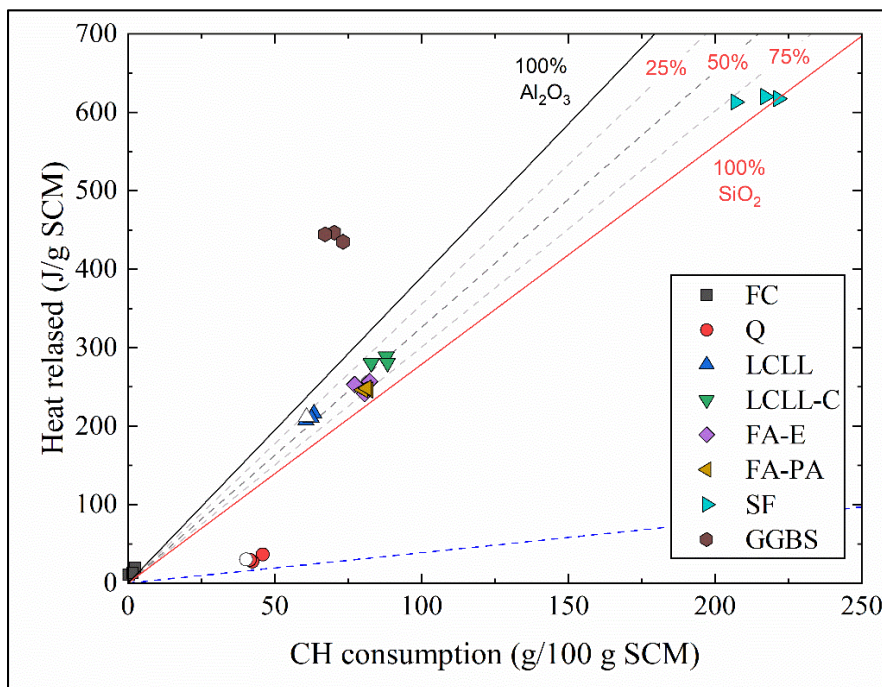 700
600
500
400
300
200
100
0
Heat relased (J/g SCM)
100%
Al₂O₃
25%
50%
75%
100%
SiO₂
FC
Q
LCLL
LCLL-C
FA-E
FA-PA
SF
GGBS
0
50
100
150
200
250
CH consumption (g/100 g SCM)